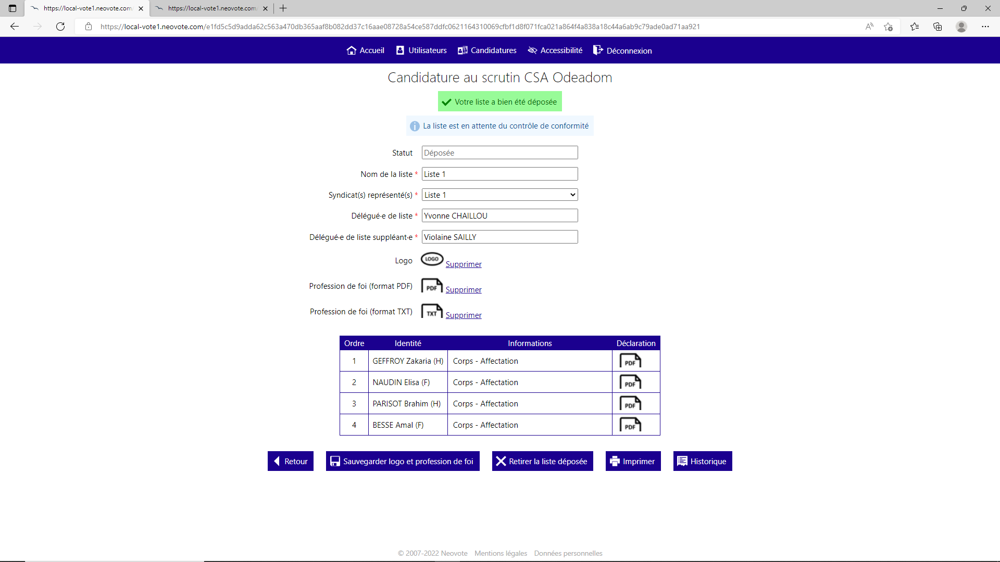 https://local-vote1.neovote.com
https://local-vote1.neovote.com
https://local-vote1.neovote.com/e1fd5c5d9adda62c563a470db365aaf8b082dd37c16aae08728a54ce587ddfc0621164310069cfbf1d8f071fca021a864f4a838a18c44a6ab9c79ade0ad71aa921
Accueil Utilisateurs Candidatures Accessibilité Déconnexion
Candidature au scrutin CSA Odeadom
Votre liste a bien été déposée
La liste est en attente du contrôle de conformité
Statut Déposée
Nom de la liste * Liste 1
Syndicat(s) représenté(s) * Liste 1
Délégué·e de liste * Yvonne CHAILLOU
Délégué·e de liste suppléant·e * Violaine SAILLY
Logo LOGO Supprimer
Profession de foi (format PDF) PDF Supprimer
Profession de foi (format TXT) TXT Supprimer
Ordre Identité Informations Déclaration
1 GEFFROY Zakaria (H) Corps - Affectation PDF
2 NAUDIN Elisa (F) Corps - Affectation PDF
3 PARISOT Brahim (H) Corps - Affectation PDF
4 BESSE Amal (F) Corps - Affectation PDF
Retour Sauvegarder logo et profession de foi Retirer la liste déposée Imprimer Historique
© 2007-2022 Neovote Mentions légales Données personnelles